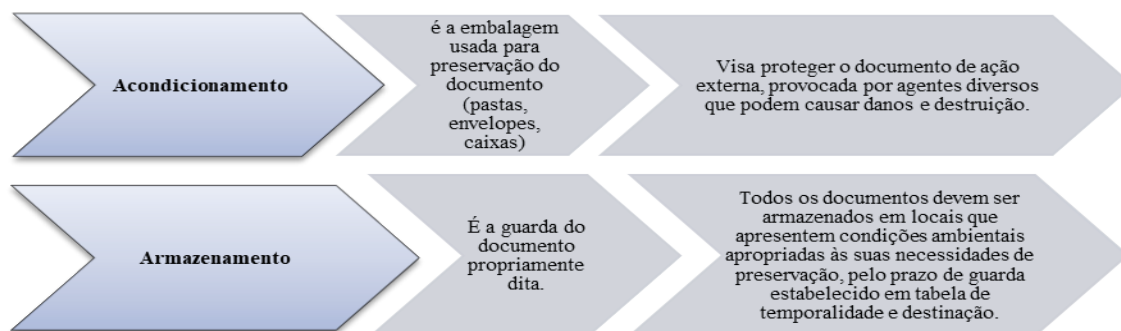 Acondicionamento
é a embalagem
usada para
preservação do
documento
(pastas,
envelopes,
caixas)
Visa proteger o documento de ação
externa, provocada por agentes diversos
que podem causar danos e destruição.
Armazenamento
É a guarda do
documento
propriamente
dita.
Todos os documentos devem ser
armazenados em locais que
apresentem condições ambientais
apropriadas às suas necessidades de
preservação, pelo prazo de guarda
estabelecido em tabela de
temporalidade e destinação.